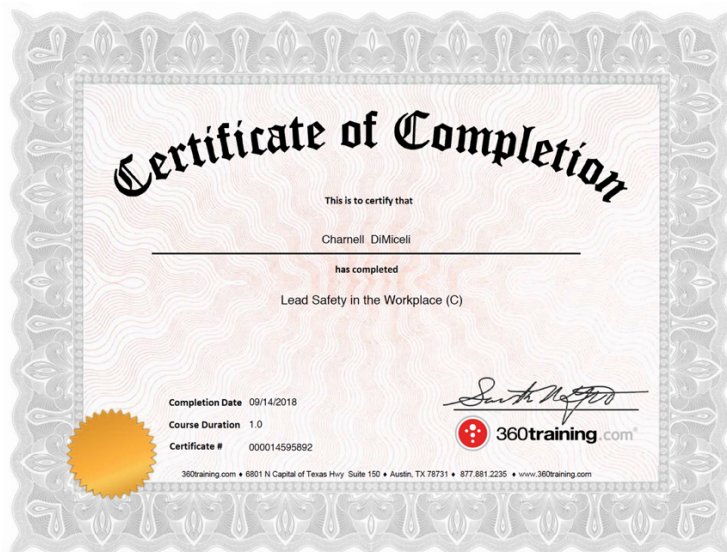 Certificate of Completion
This is to certify that
Charnell DiMiceli
has completed
Lead Safety in the Workplace (C)
Completion Date 09/14/2018
Course Duration 1.0
Certificate # 000014595892
360training.com®
360training.com ♦ 6801 N Capital of Texas Hwy Suite 150 ♦ Austin, TX 78731 ♦ 877.881.2235 ♦ www.360training.com